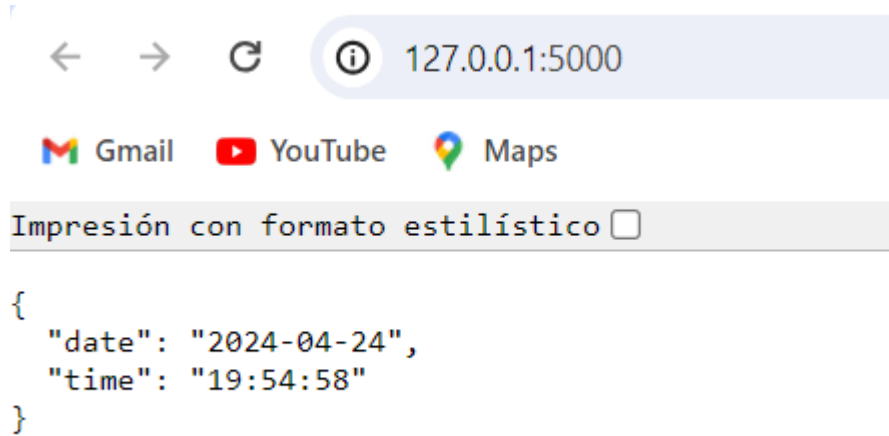 127.0.0.1:5000
Gmail YouTube Maps
Impresión con formato estilístico
{
"date": "2024-04-24",
"time": "19:54:58"
}